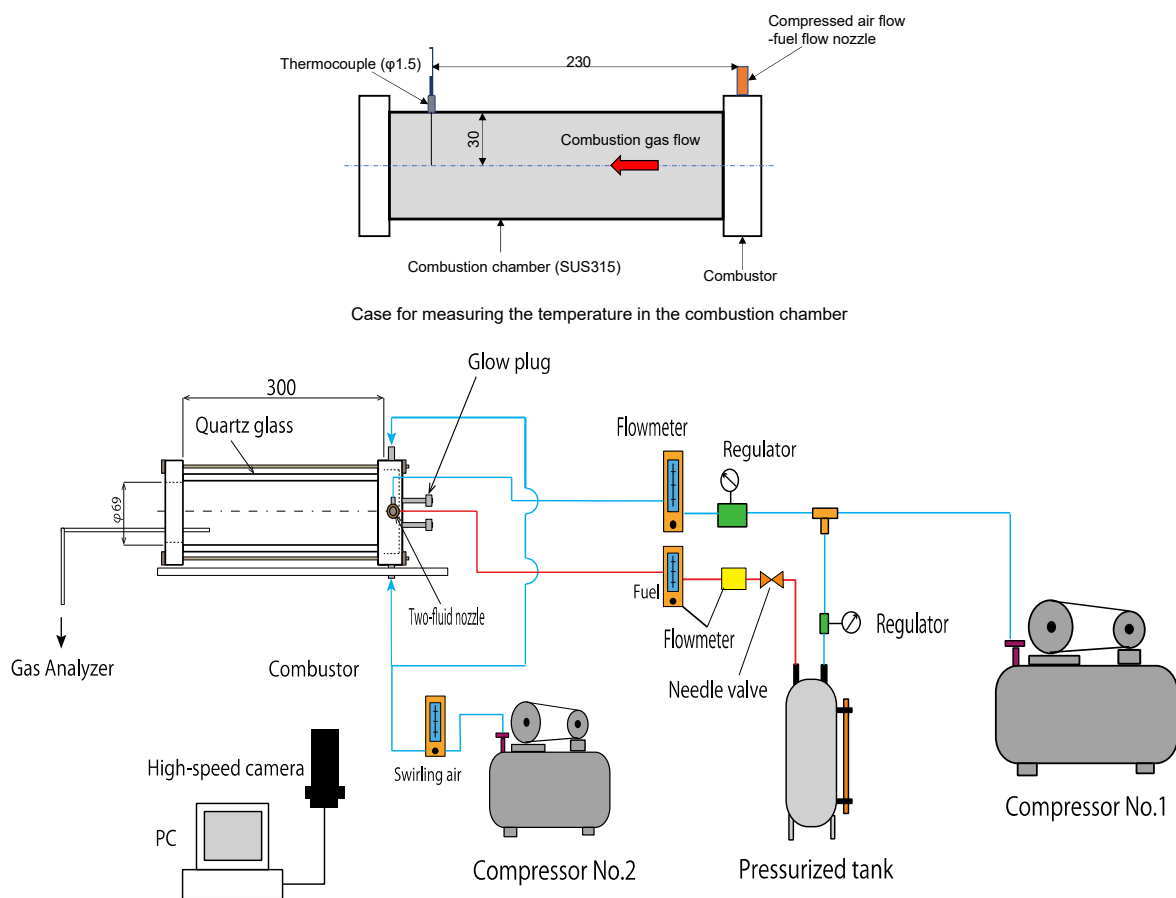 Compressed air flow
-fuel flow nozzle
230
Thermocouple (φ1.5)
30
Combustion gas flow
Combustion chamber (SUS315)
Combustor
Case for measuring the temperature in the combustion chamber
Glow plug
300
Quartz glass
Flowmeter
Regulator
φ69
Fuel
Two-fluid nozzle
Flowmeter
Regulator
Needle valve
Gas Analyzer
Combustor
High-speed camera
Swirling air
PC
Compressor No.2
Pressurized tank
Compressor No.1